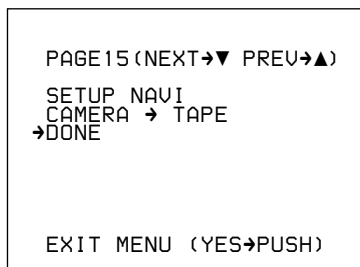 PAGE15(NEXT→▼ PREV→▲)
SETUP NAVI
CAMERA → TAPE
→DONE
EXIT MENU (YES→PUSH)